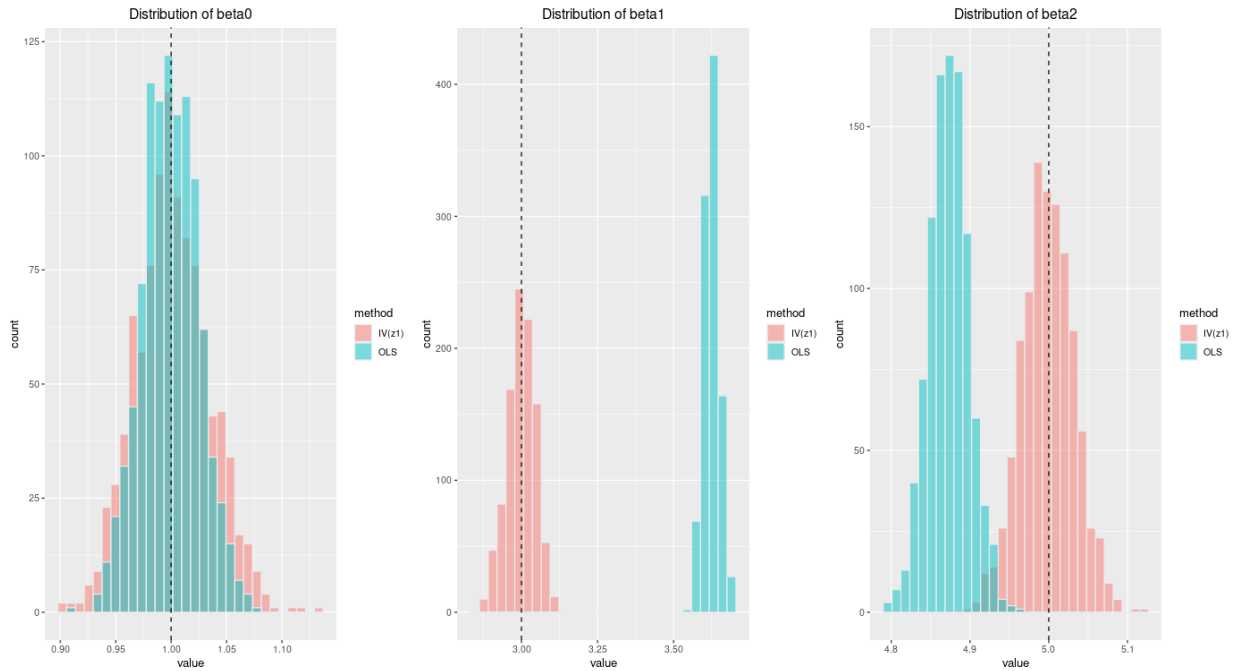 Distribution of beta0
count
125
100
75
50
25
0
0.90
0.95
1.00
1.05
1.10
value
method
IV(z1)
OLS
Distribution of beta1
count
400
300
200
100
0
3.00
3.25
3.50
value
method
IV(z1)
OLS
Distribution of beta2
count
150
100
50
0
4.8
4.9
5.0
5.1
value
method
IV(z1)
OLS